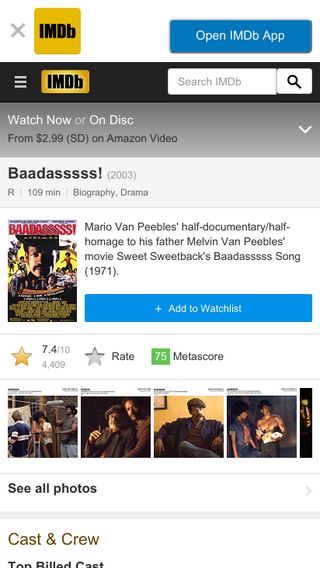 IMDb
Open IMDb App
IMDb
Search IMDb
Watch Now or On Disc
From $2.99 (SD) on Amazon Video
Baadasssss! (2003)
R | 109 min | Biography, Drama
BAADASSSSS!
Mario Van Peebles' half-documentary/half-
homage to his father Melvin Van Peebles'
movie Sweet Sweetback's Baadasssss Song
(1971).
+ Add to Watchlist
7.4/10
4,409
Rate
75 Metascore
See all photos
Cast & Crew
Top Billed Cast